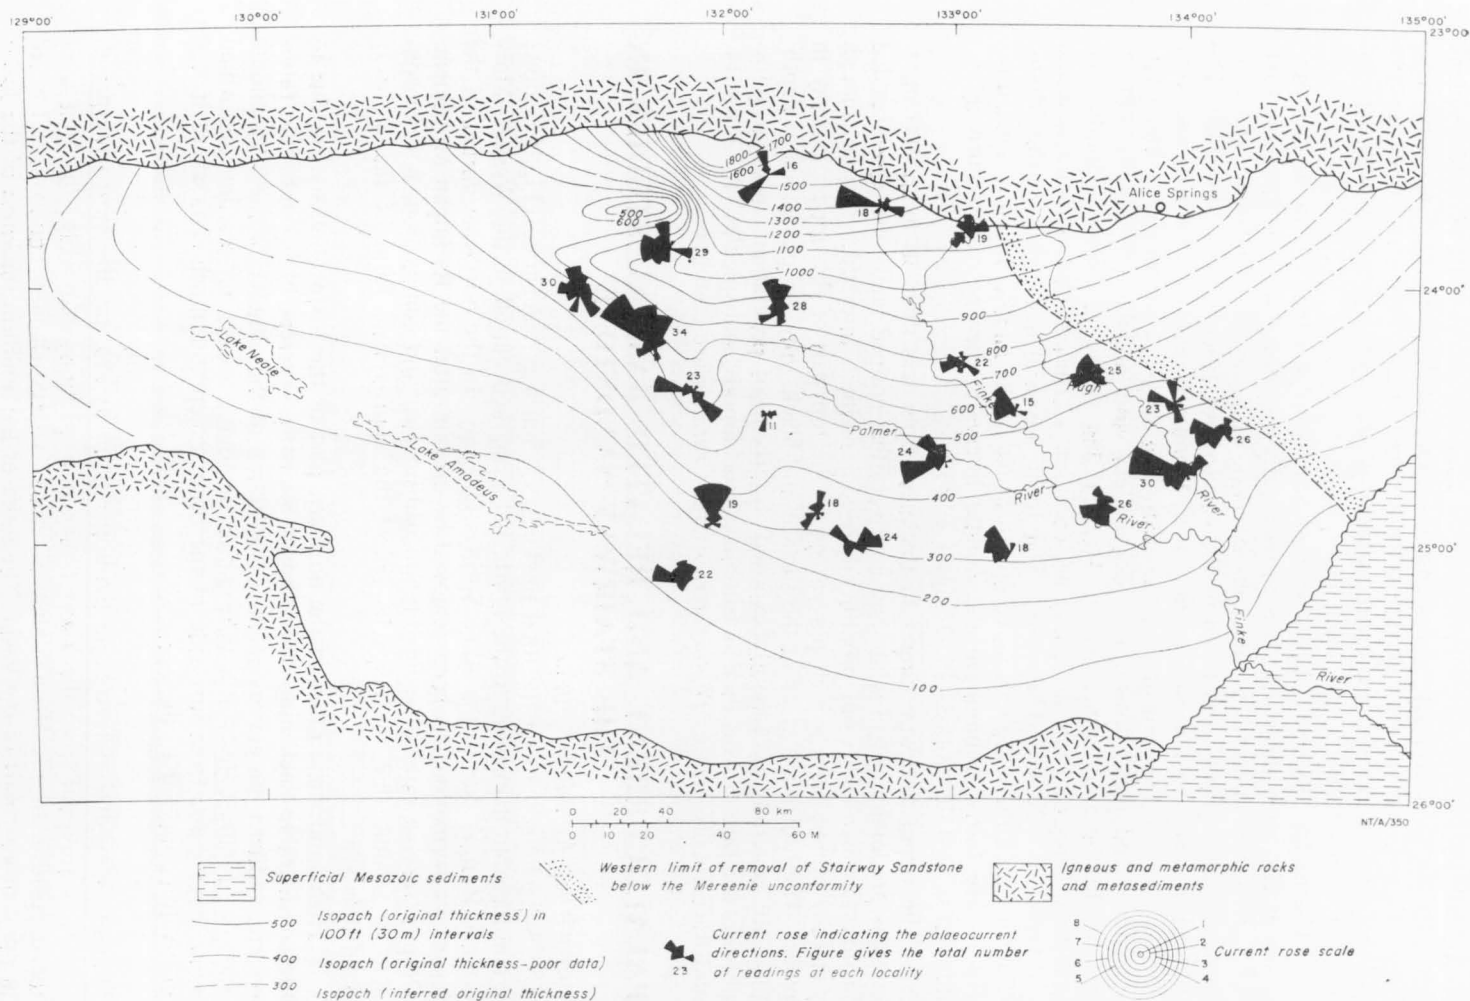 129°00' 130°00' 131°00' 132°00' 133°00' 134°00' 135°00'
23°00'
1800 1700
1600
16
1500
Alice Springs
500
600
1400
18
1300
1200
19
1100
29
1000
24°00'
30
28
900
34
800
22
700
25
Lake Neale
23
Finke
Hugh
600
15
23
11
500
Palmer
26
24
Lake Amadeus
30
400
River
River
19
18
26
River
24
300
18
25°00'
22
200
Finke
River
100
26°00'
0 20 40 80 km
0 10 20 40 60 M
NT/A/350
Superficial Mesozoic sediments
Western limit of removal of Stairway Sandstone
below the Mereenie unconformity
Igneous and metamorphic rocks
and metasediments
500 Isopach (original thickness) in
100 ft (30 m) intervals
400 Isopach (original thickness-poor data)
300 Isopach (inferred original thickness)
23
Current rose indicating the palaeocurrent
directions. Figure gives the total number
of readings at each locality
8 1
7 2
6 3
5 4
Current rose scale